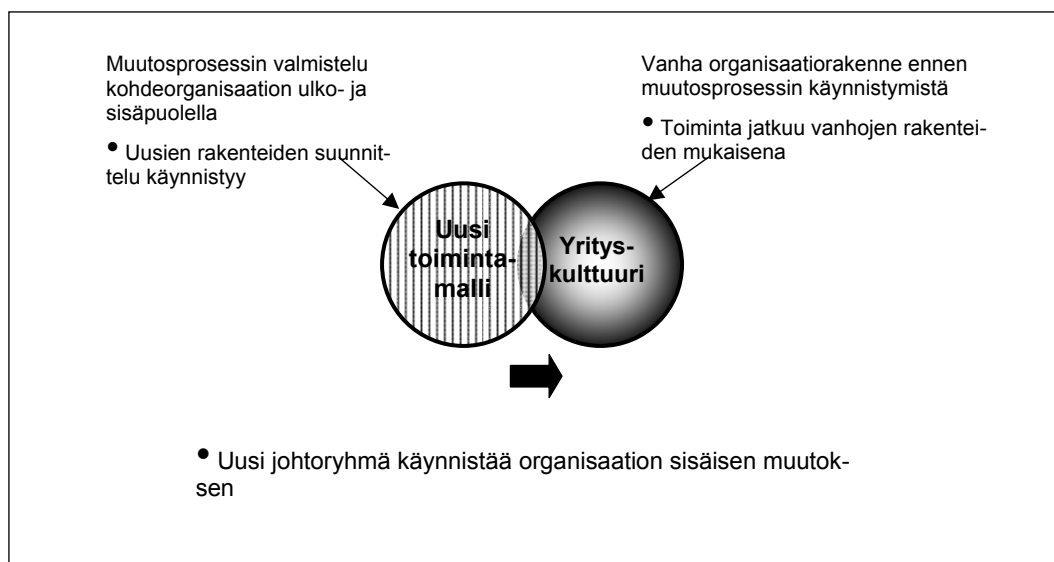 Muutosprosessin valmistelu
kohdeorganisaation ulko- ja
sisäpuolella
• Uusien rakenteiden suunnit-
telu käynnistyy
Vanha organisaatiorakenne ennen
muutosprosessin käynnistymistä
• Toiminta jatkuu vanhojen rakentei-
den mukaisena
Uusi
toiminta-
malli
Yritys-
kulttuuri
• Uusi johtoryhmä käynnistää organisaation sisäisen muutok-
sen